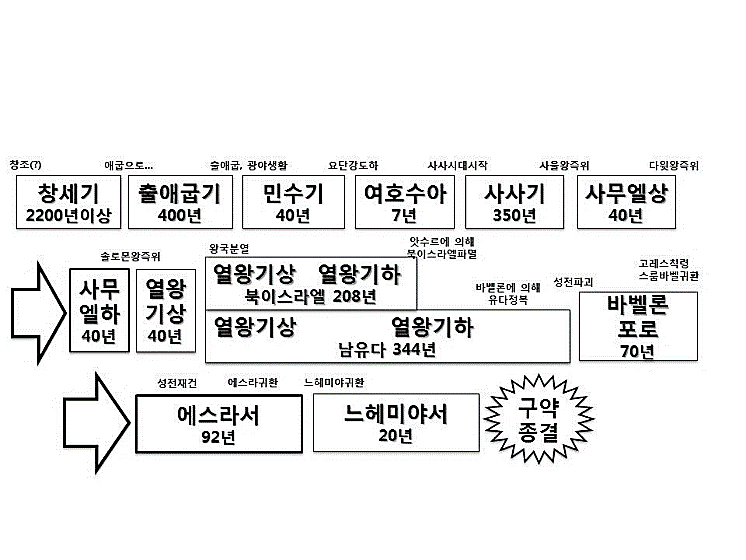 창조(?) 애굽으로... 출애굽, 광야생활 요단강도하 사사시대시작 사울왕즉위 다윗왕즉위
창세기 출애굽기 민수기 여호수아 사사기 사무엘상
2200년이상 400년 40년 7년 350년 40년
솔로몬왕즉위
왕국분열
앗수르에 의해
북이스라엘파멸
바벨론에 의해
유다정복
성전파괴
고레스칙령
스룹바벨귀환
사무
엘하
40년
열왕
기상
40년
열왕기상 열왕기하
북이스라엘 208년
열왕기상 열왕기하
남유다 344년
바벨론
포로
70년
성전재건 에스라귀환 느헤미야귀환
에스라서
92년
느헤미야서
20년
구약
종결